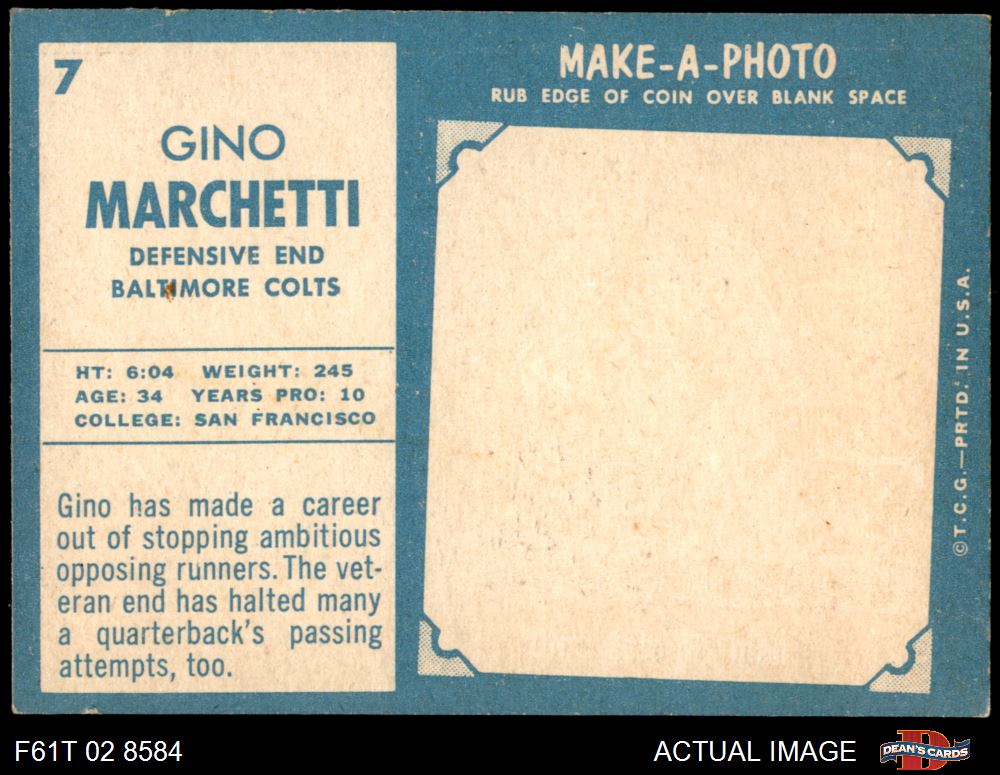 7
GINO
MARCHETTI
DEFENSIVE END
BALTIMORE COLTS
HT: 6:04 WEIGHT: 245
AGE: 34 YEARS PRO: 10
COLLEGE: SAN FRANCISCO
Gino has made a career
out of stopping ambitious
opposing runners. The vet-
eran end has halted many
a quarterback's passing
attempts, too.
MAKE-A-PHOTO
RUB EDGE OF COIN OVER BLANK SPACE
© T.C.G.—PRTD. IN U.S.A.
F61T 02 8584
ACTUAL IMAGE
D
DEAN'S CARDS